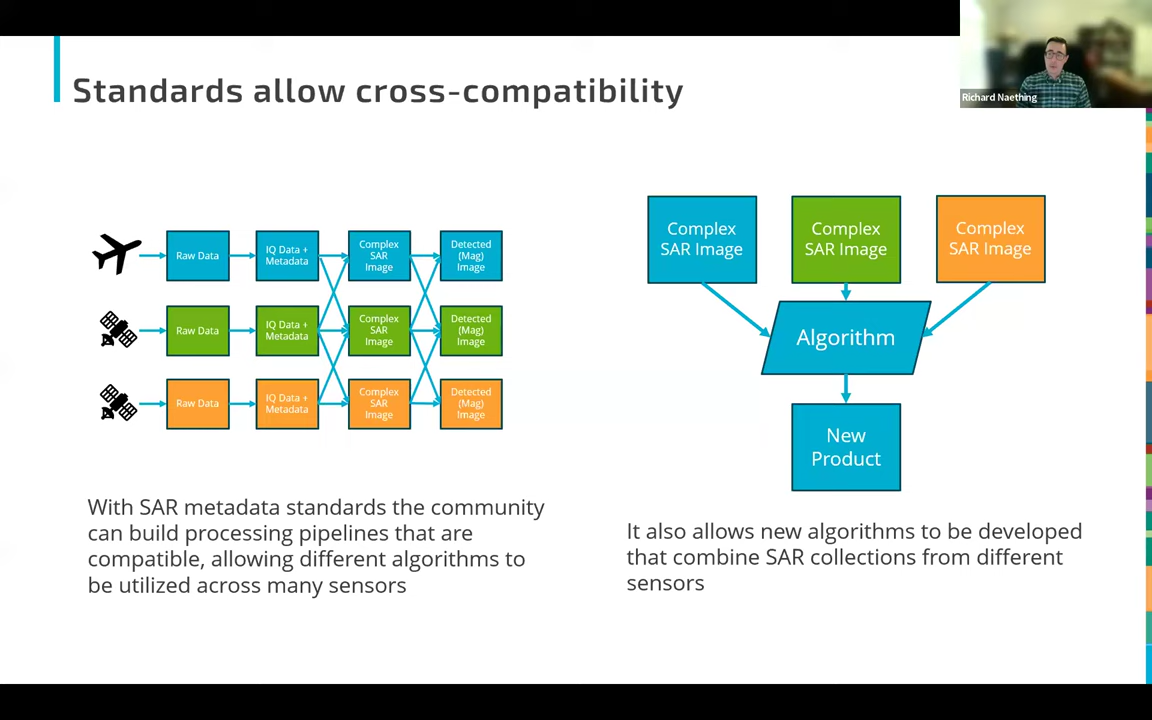 Standards allow cross-compatibility
Richard Naething
Raw Data
IQ Data +
Metadata
Complex
SAR
Image
Detected
(Mag)
Image
Raw Data
IQ Data +
Metadata
Complex
SAR
Image
Detected
(Mag)
Image
Raw Data
IQ Data +
Metadata
Complex
SAR
Image
Detected
(Mag)
Image
With SAR metadata standards the community
can build processing pipelines that are
compatible, allowing different algorithms to
be utilized across many sensors
Complex
SAR Image
Complex
SAR Image
Complex
SAR Image
Algorithm
New
Product
It also allows new algorithms to be developed
that combine SAR collections from different
sensors